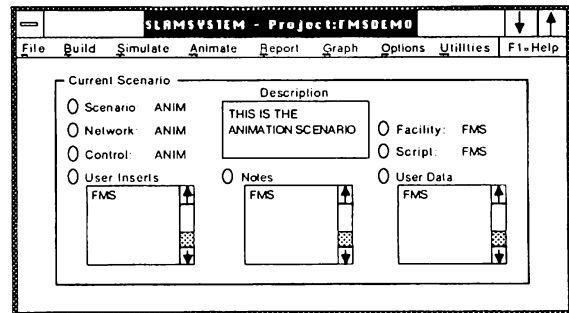 SLAMSYSTEM - Project:FMSDEMO
File Build Simulate Animate Report Graph Options Utillties F1=Help
Current Scenario
Description
Scenario ANIM
THIS IS THE
ANIMATION SCENARIO
Network: ANIM
Facility: FMS
Control: ANIM
Script: FMS
User Inserts
Notes
User Data
FMS
FMS
FMS